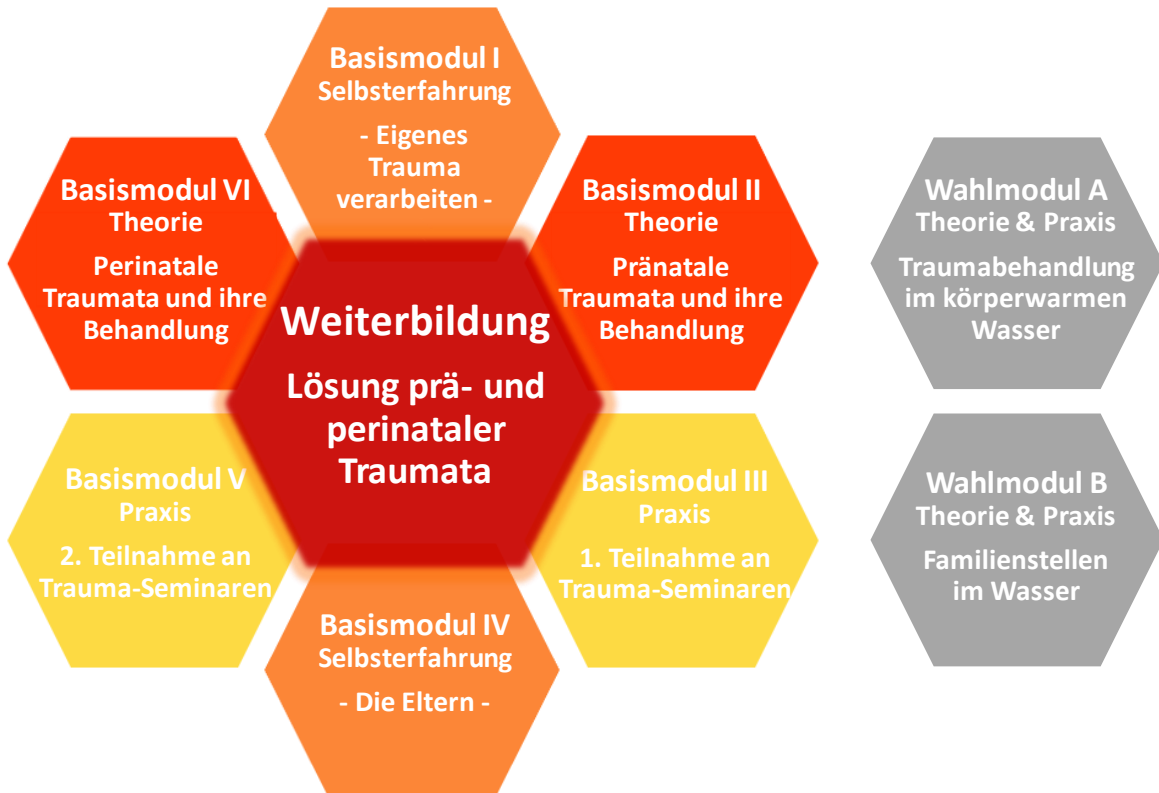 Basismodul I
Selbsterfahrung
- Eigenes
Trauma
verarbeiten -
Basismodul VI
Theorie
Perinatale
Traumata und ihre
Behandlung
Basismodul II
Theorie
Pränatale
Traumata und ihre
Behandlung
Wahlmodul A
Theorie & Praxis
Traumabehandlung
im körperwarmen
Wasser
Weiterbildung
Lösung prä- und
perinataler
Traumata
Basismodul V
Praxis
2. Teilnahme an
Trauma-Seminaren
Basismodul III
Praxis
1. Teilnahme an
Trauma-Seminaren
Wahlmodul B
Theorie & Praxis
Familienstellen
im Wasser
Basismodul IV
Selbsterfahrung
- Die Eltern -